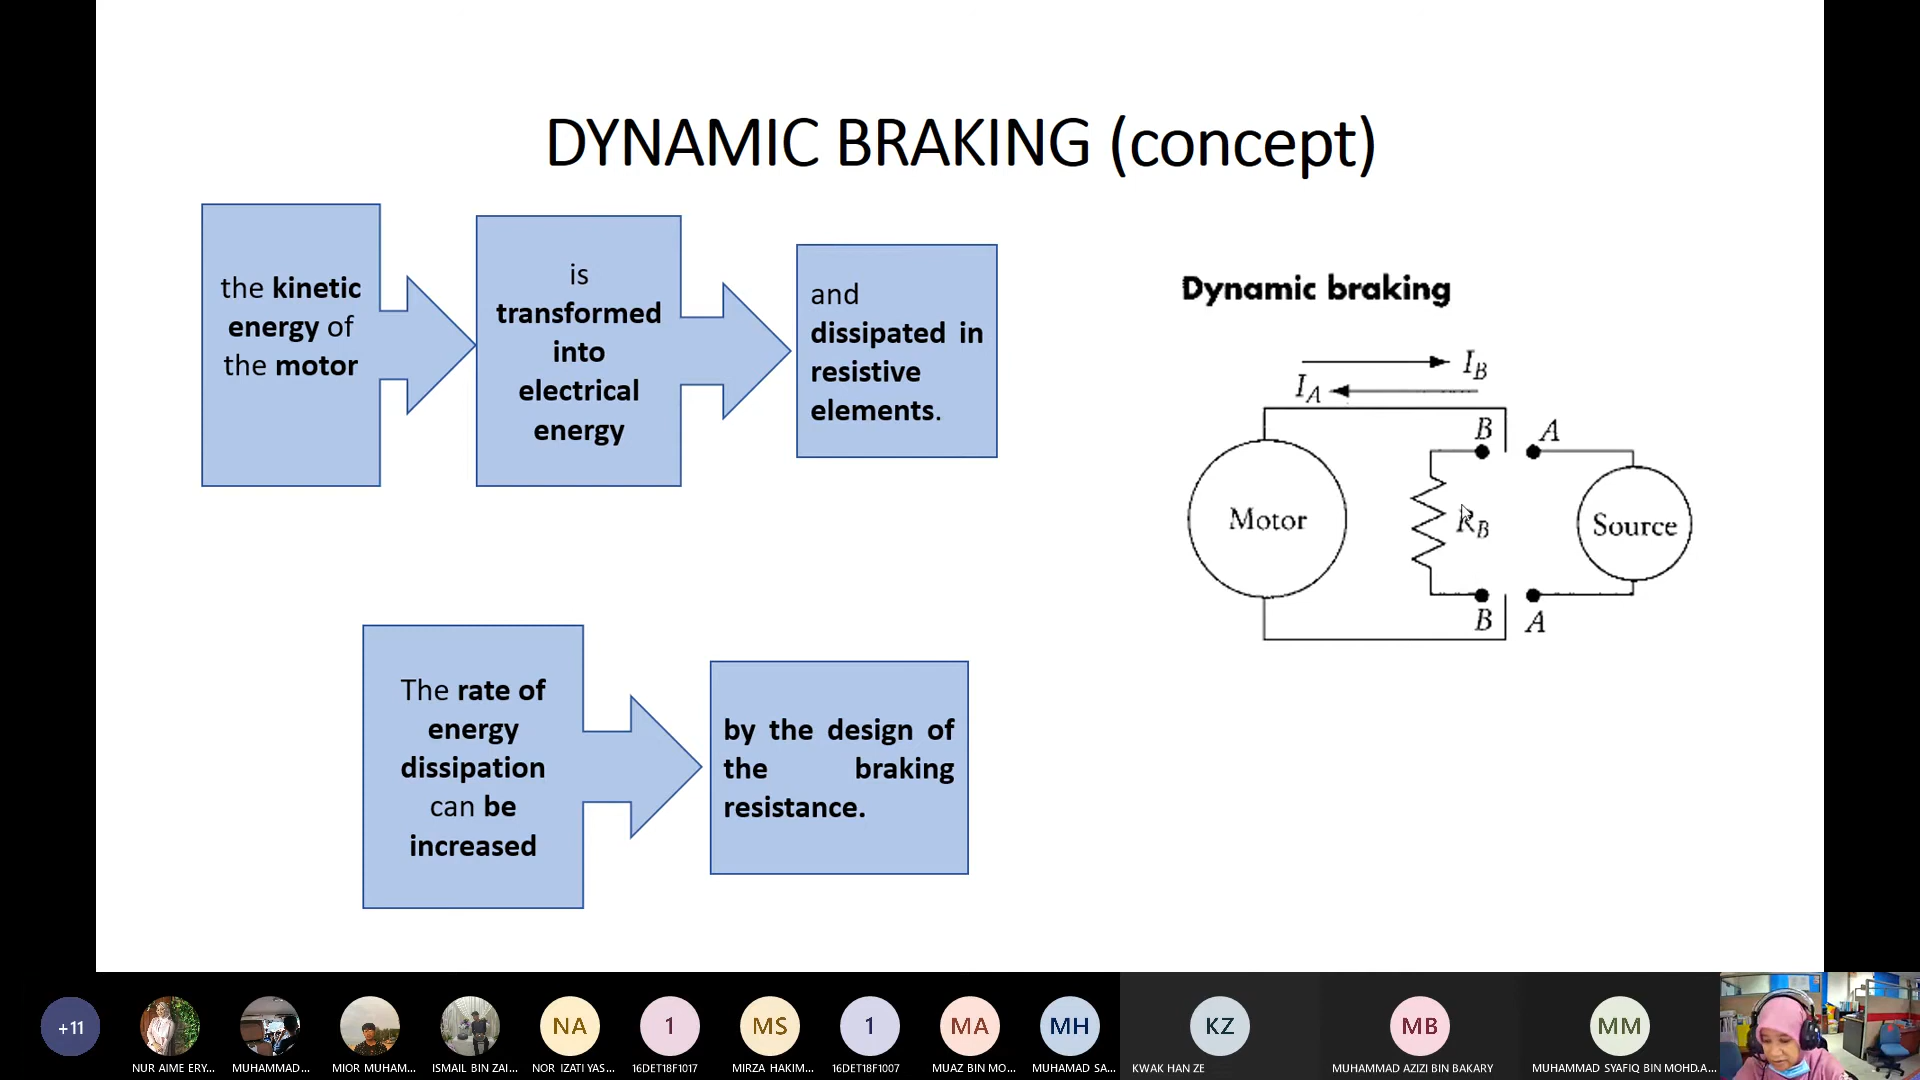 DYNAMIC BRAKING (concept)
the kinetic
energy of
the motor
is
transformed
into
electrical
energy
and
dissipated in
resistive
elements.
The rate of
energy
dissipation
can be
increased
by the design of
the braking
resistance.
Dynamic braking
I_B
I_A
B
A
Motor
R_B
Source
B
A
+11
NA
1
MS
1
MA
MH
KZ
MB
MM
NUR AIME ERY...
MUHAMMAD...
MIOR MUHAM...
ISMAIL BIN ZAI...
NOR IZATI YAS...
16DET18F1017
MIRZA HAKIM...
16DET18F1007
MUAZ BIN MO...
MUHAMAD SA...
KWAK HAN ZE
MUHAMMAD AZIZI BIN BAKARY
MUHAMMAD SYAFIQ BIN MOHD.A...